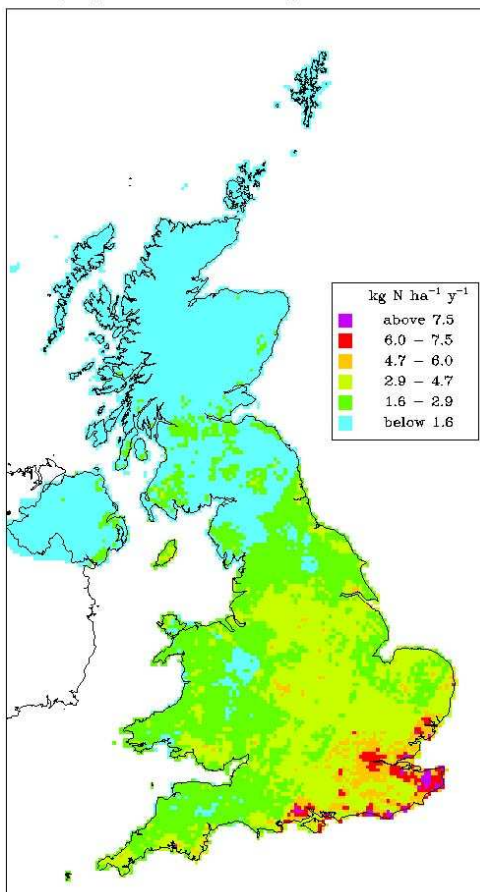 kg N ha⁻¹ y⁻¹
above 7.5
6.0 – 7.5
4.7 – 6.0
2.9 – 4.7
1.6 – 2.9
below 1.6